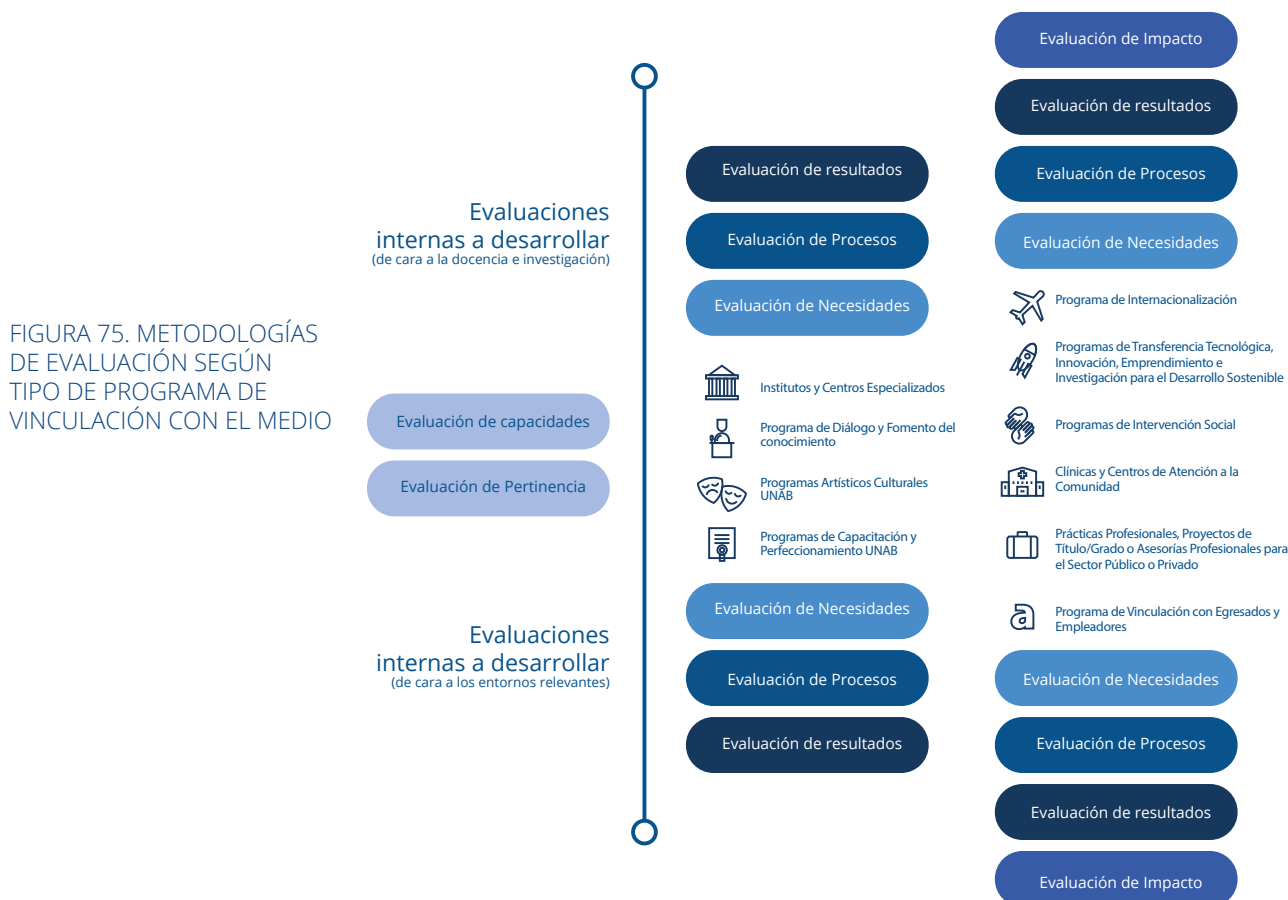 FIGURA 75. METODOLOGÍAS
DE EVALUACIÓN SEGÚN
TIPO DE PROGRAMA DE
VINCULACIÓN CON EL MEDIO
Evaluaciones
internas a desarrollar
(de cara a la docencia e investigación)
Evaluación de capacidades
Evaluación de Pertinencia
Evaluaciones
internas a desarrollar
(de cara a los entornos relevantes)
Evaluación de resultados
Evaluación de Procesos
Evaluación de Necesidades
Institutos y Centros Especializados
Programa de Diálogo y Fomento del
conocimiento
Programas Artísticos Culturales
UNAB
Programas de Capacitación y
Perfeccionamiento UNAB
Evaluación de Necesidades
Evaluación de Procesos
Evaluación de resultados
Evaluación de Impacto
Evaluación de resultados
Evaluación de Procesos
Evaluación de Necesidades
Programa de Internacionalización
Programas de Transferencia Tecnológica,
Innovación, Emprendimiento e
Investigación para el Desarrollo Sostenible
Programas de Intervención Social
Clínicas y Centros de Atención a la
Comunidad
Prácticas Profesionales, Proyectos de
Título/Grado o Asesorías Profesionales para
el Sector Público o Privado
a
Programa de Vinculación con Egresados y
Empleadores
Evaluación de Necesidades
Evaluación de Procesos
Evaluación de resultados
Evaluación de Impacto